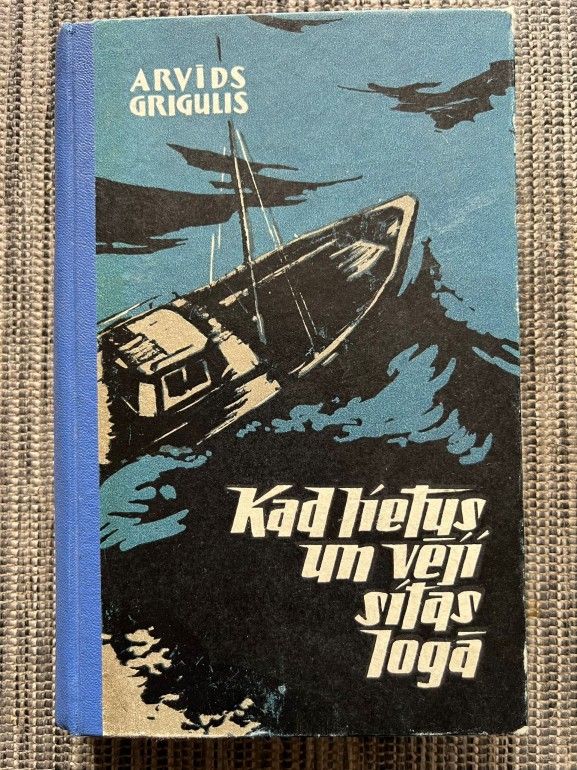 ARVĪDS
GRIGULIS
Kad lietus
un vēji
sitas
logā